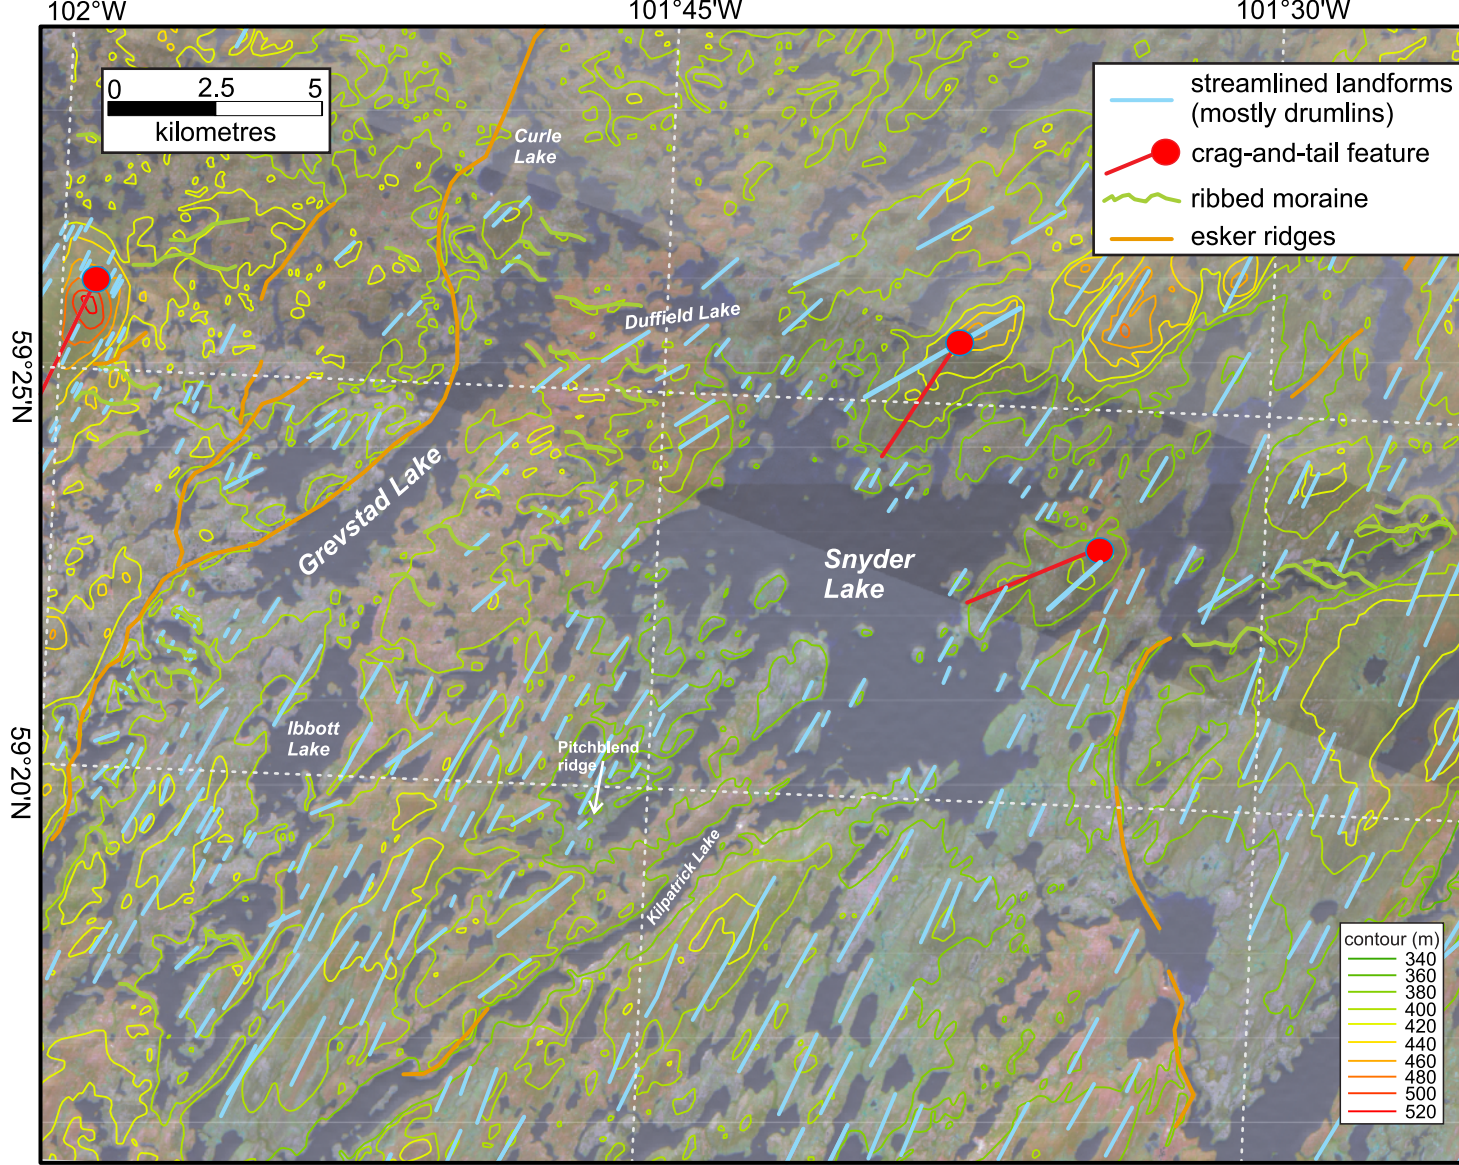 102°W
101°45'W
101°30'W
0 2.5 5
kilometres
streamlined landforms
(mostly drumlins)
crag-and-tail feature
ribbed moraine
esker ridges
Curle
Lake
Duffield Lake
59°25'N
Grevstad Lake
Snyder
Lake
Ibbott
Lake
Pitchblend
ridge
59°20'N
Kilpatrick Lake
contour (m)
340
360
380
400
420
440
460
480
500
520